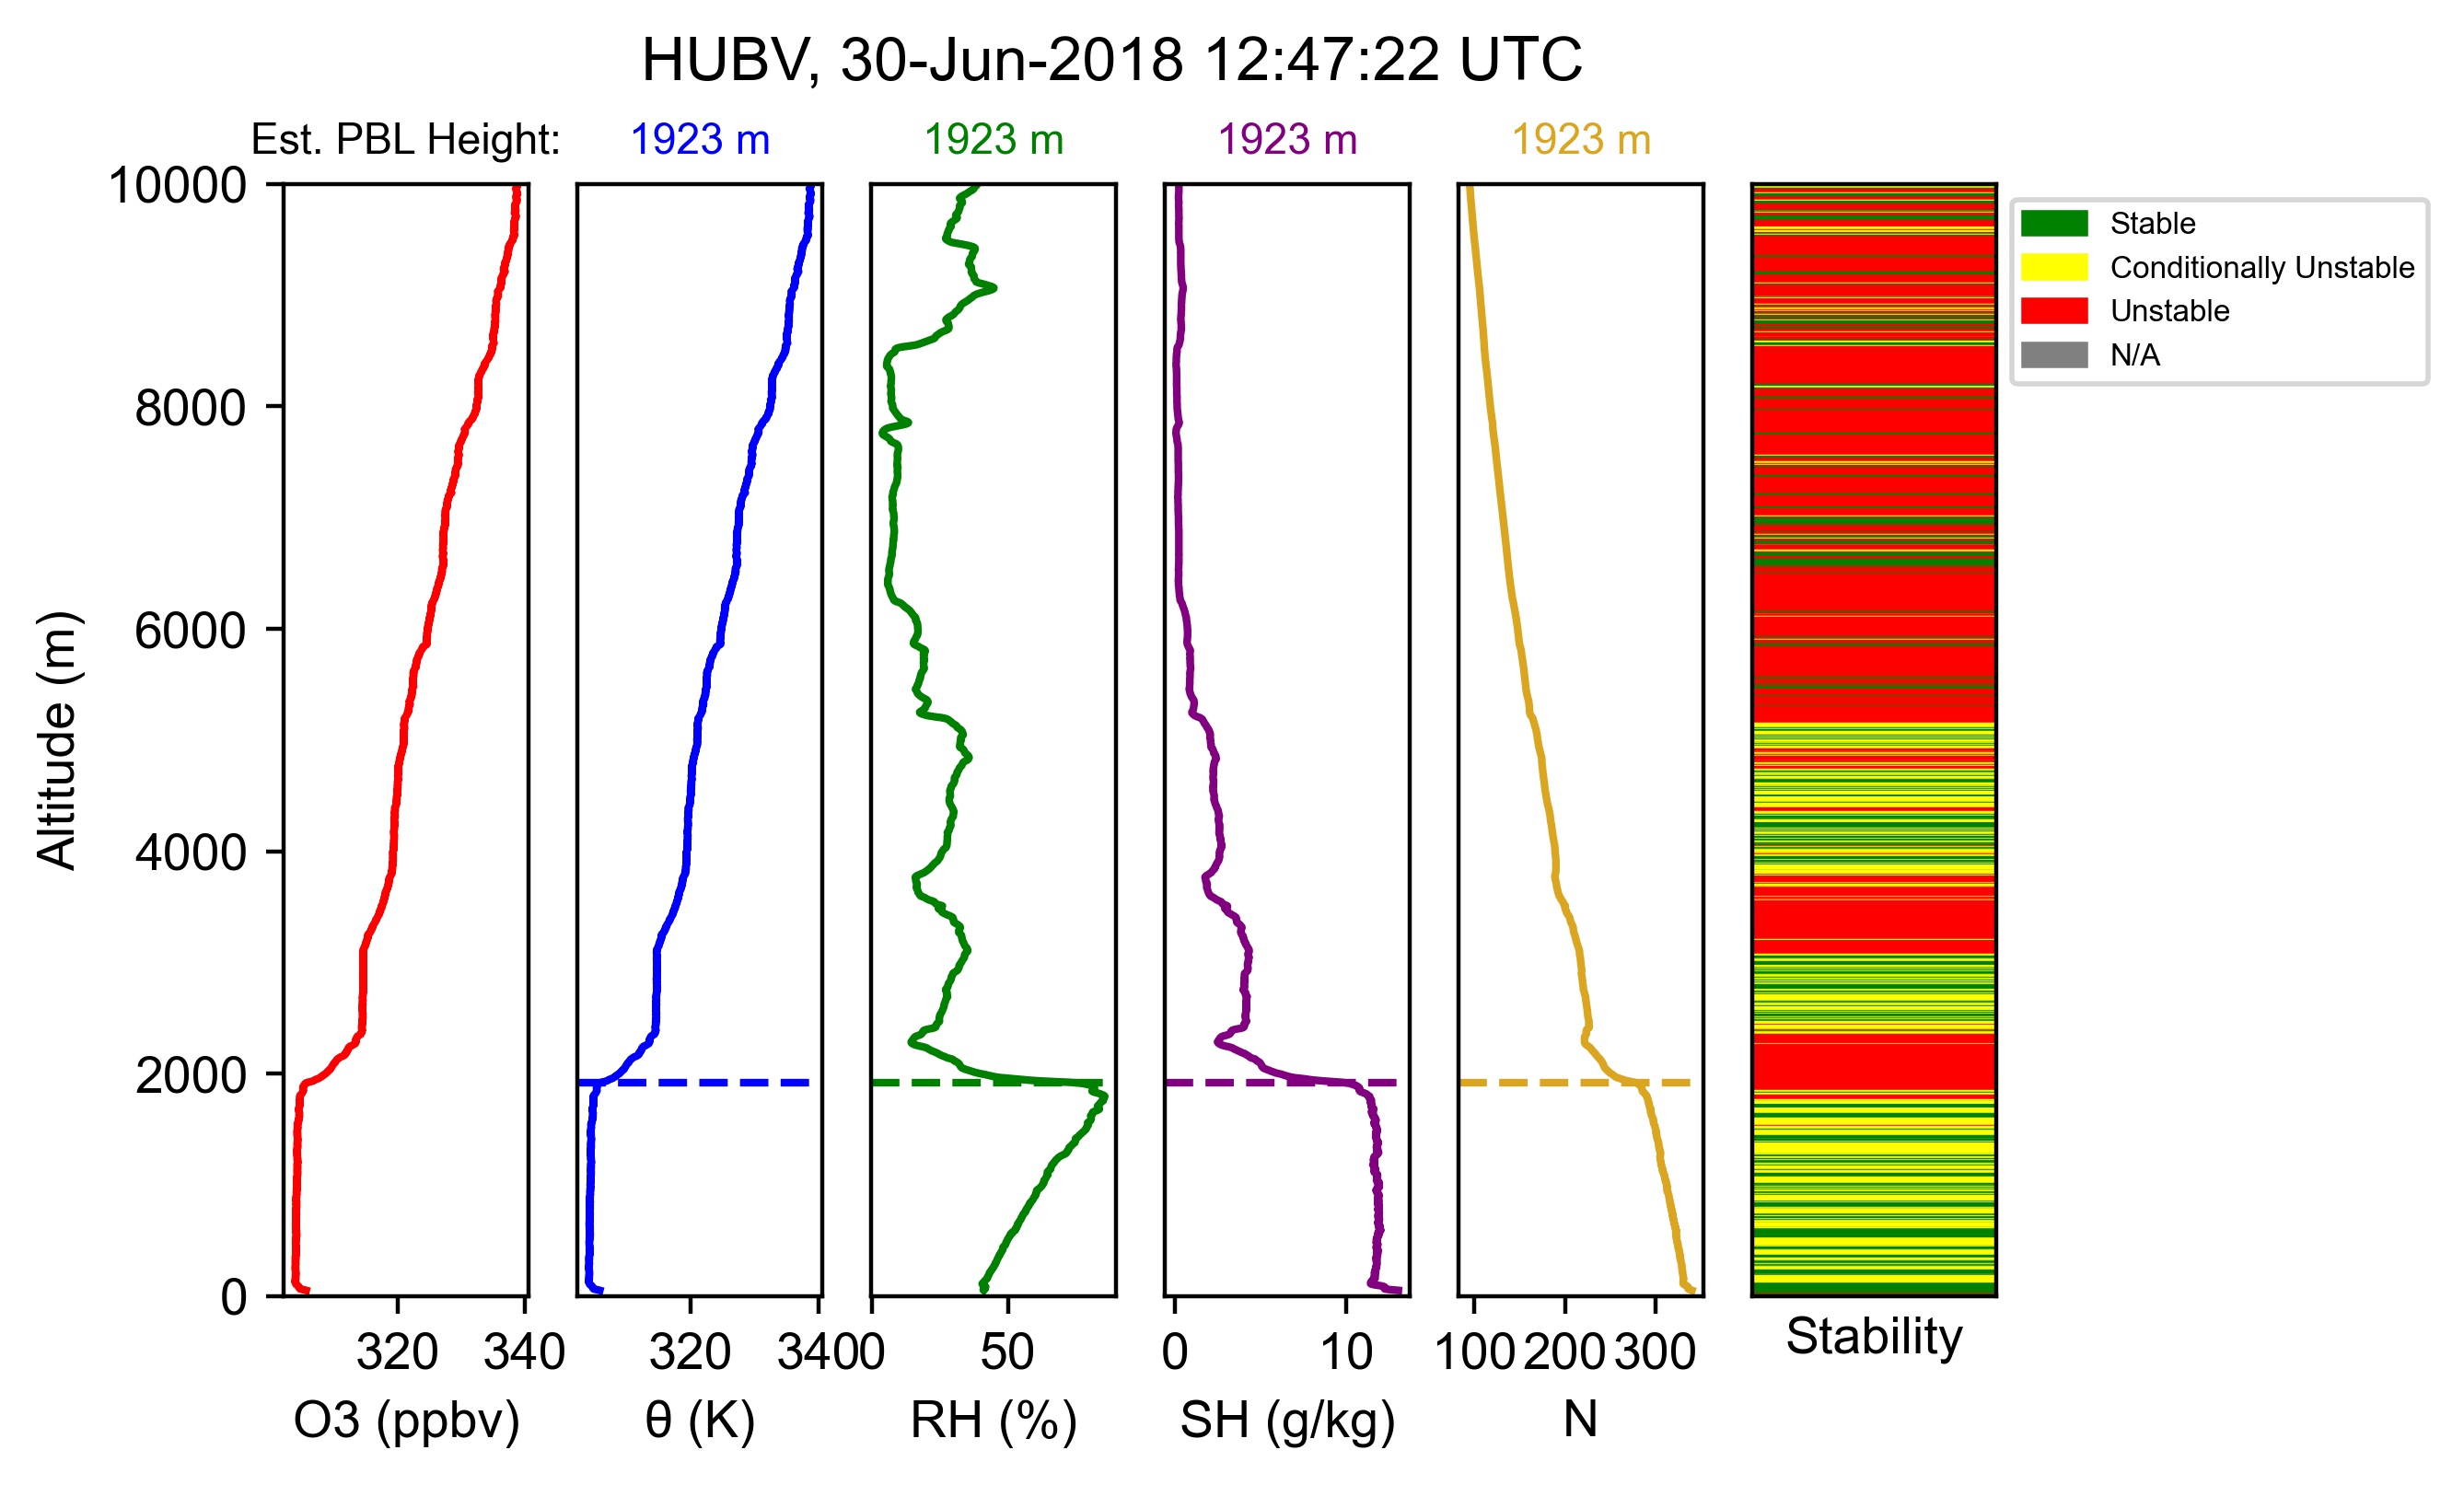 HUBV, 30-Jun-2018 12:47:22 UTC
Est. PBL Height: 1923 m 1923 m 1923 m 1923 m
10000
8000
6000
4000
2000
0
Altitude (m)
Stable
Conditionally Unstable
Unstable
N/A
320 340 320 340 0 50 0 10 100 200 300 Stability
O3 (ppbv) θ (K) RH (%) SH (g/kg) N